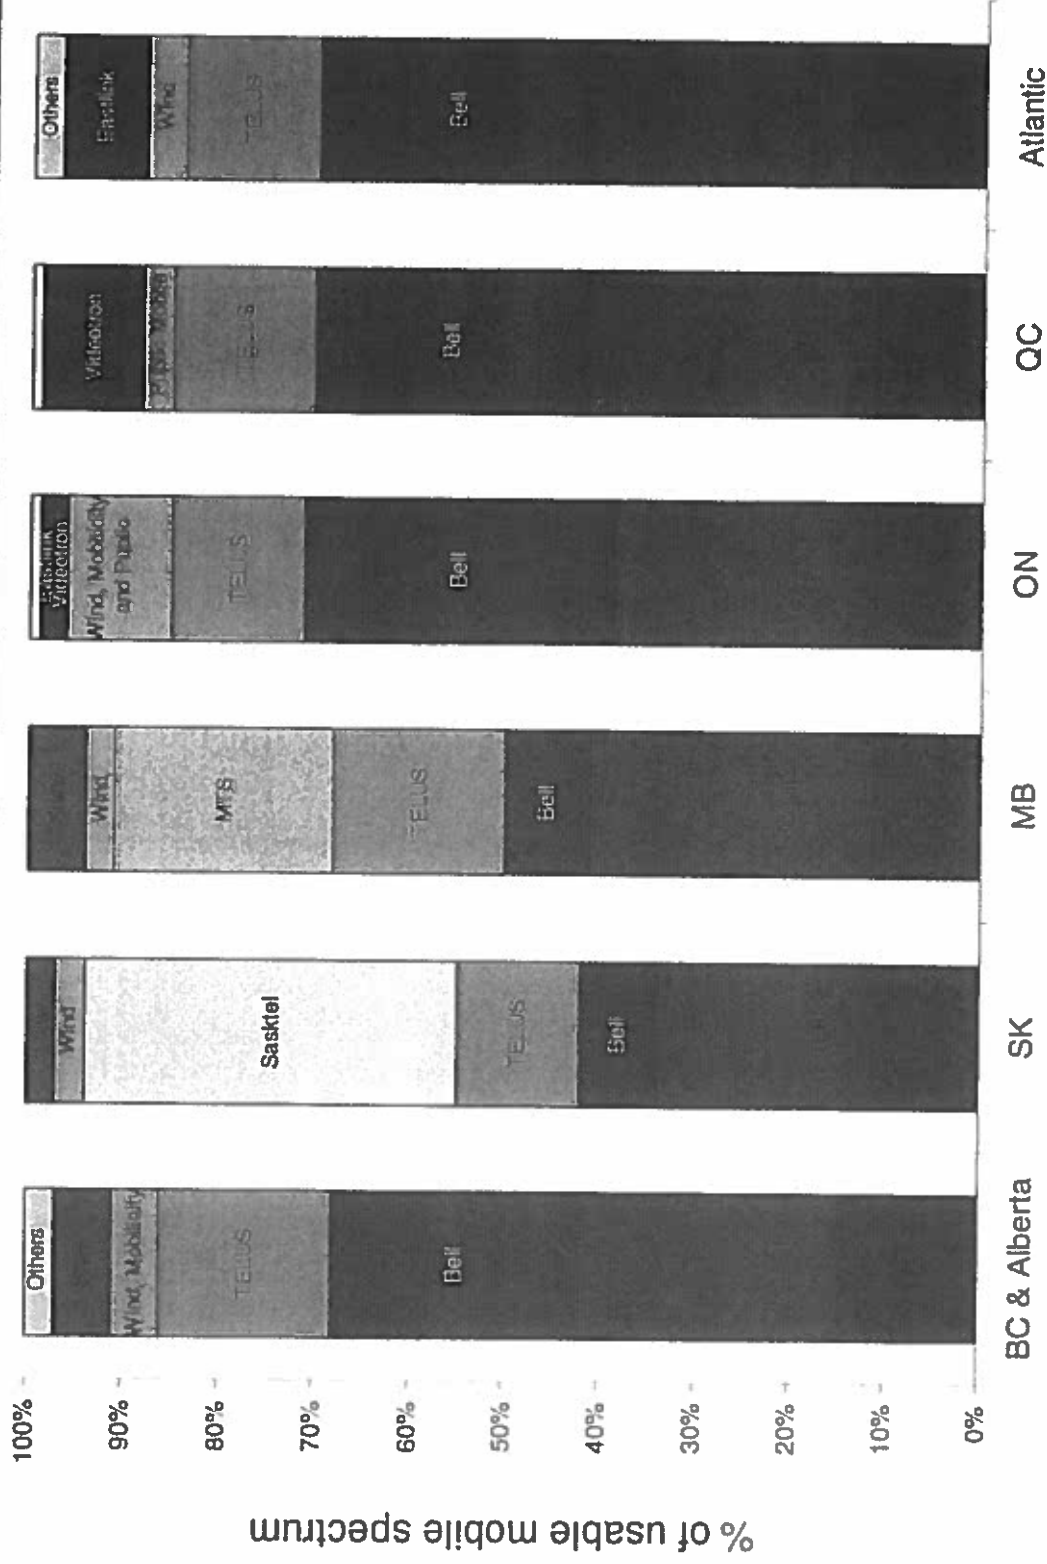 % of usable mobile spectrum
100%
90%
80%
70%
60%
50%
40%
30%
20%
10%
0%
Others
Wind, Mobilicity
TELUS
Bell
BC & Alberta
Wind
Sasktel
TELUS
Bell
SK
Wind
MTS
TELUS
Bell
MB
Videotron
Wind, Mobilicity
and Public
TELUS
Bell
ON
Videotron
TELUS
Bell
QC
Others
Eastlink
Wind
TELUS
Bell
Atlantic